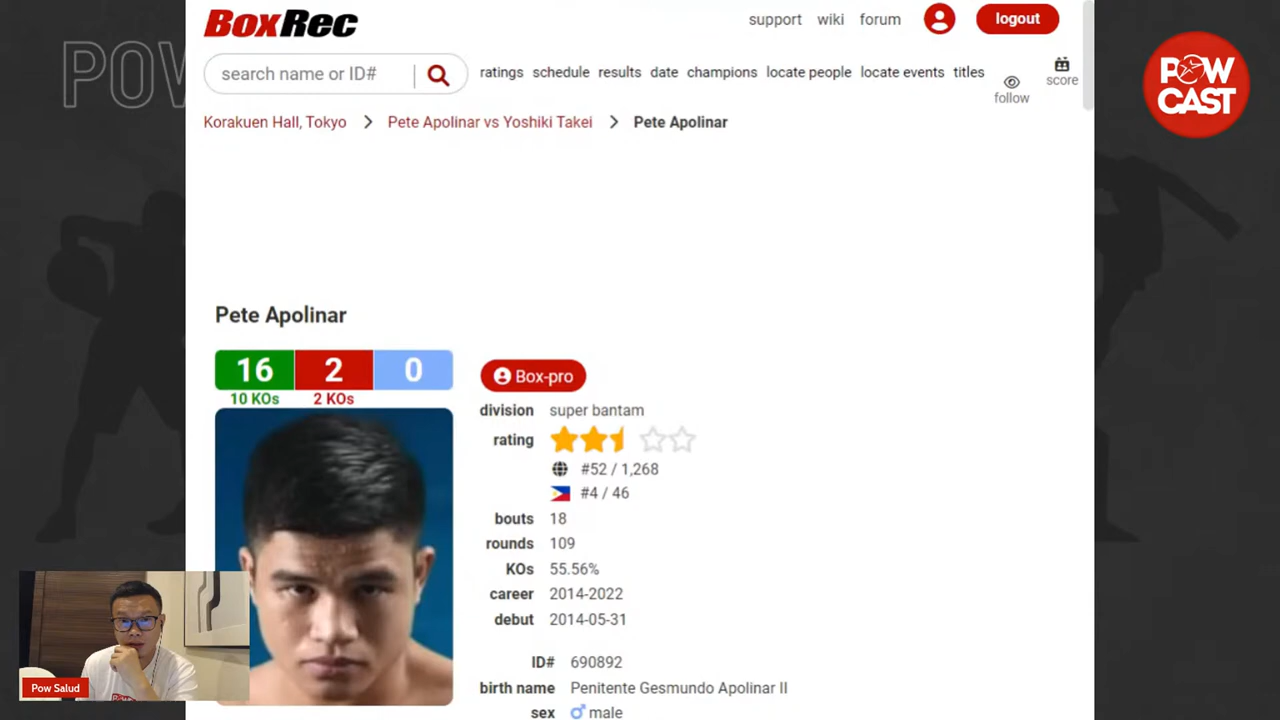 POW
BoxRec
support wiki forum
logout
search name or ID#
ratings schedule results date champions locate people locate events titles
follow
score
POW
CAST
Korakuen Hall, Tokyo > Pete Apolinar vs Yoshiki Takei > Pete Apolinar
Pete Apolinar
16 2 0
10 KOs 2 KOs
Box-pro
division super bantam
rating
#52 / 1,268
#4 / 46
bouts 18
rounds 109
KOs 55.56%
career 2014-2022
debut 2014-05-31
ID# 690892
birth name Penitente Gesmundo Apolinar II
sex ♂ male
Pow Salud